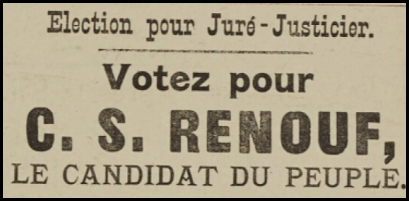 Election pour Juré-Justicier.
Votez pour
C. S. RENOUF,
LE CANDIDAT DU PEUPLE.